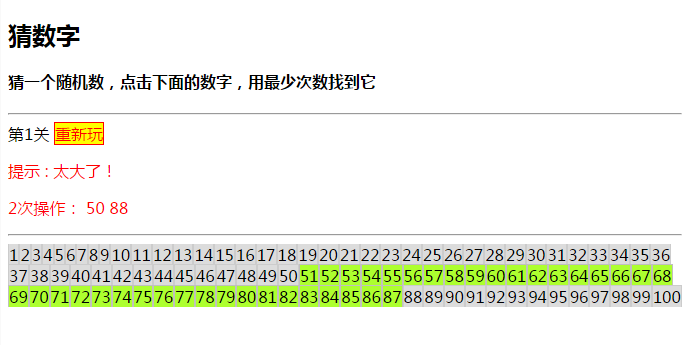 猜数字
猜一个随机数，点击下面的数字，用最少次数找到它
第1关 重新玩
提示：太大了！
2次操作： 50 88
1 2 3 4 5 6 7 8 9 10 11 12 13 14 15 16 17 18 19 20 21 22 23 24 25 26 27 28 29 30 31 32 33 34 35 36
37 38 39 40 41 42 43 44 45 46 47 48 49 50 51 52 53 54 55 56 57 58 59 60 61 62 63 64 65 66 67 68
69 70 71 72 73 74 75 76 77 78 79 80 81 82 83 84 85 86 87 88 89 90 91 92 93 94 95 96 97 98 99 100